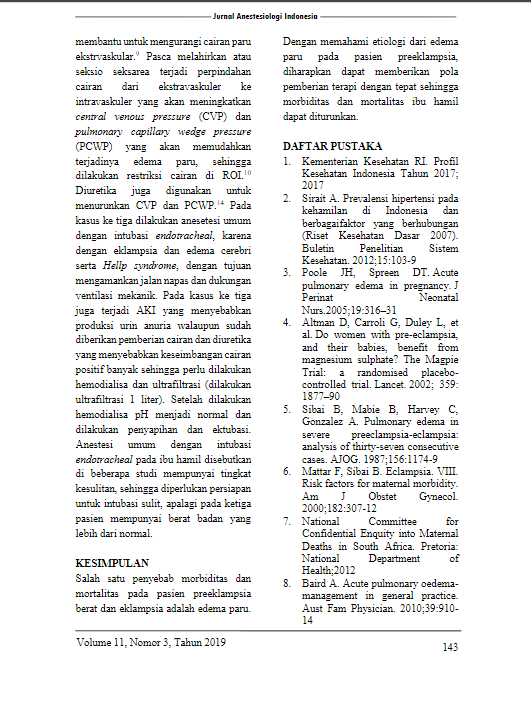 Jurnal Anestesiologi Indonesia
membantu untuk mengurangi cairan paru
ekstrvaskular.9 Pasca melahirkan atau
seksio seksarea terjadi perpindahan
cairan dari ekstravaskuler ke
intravaskuler yang akan meningkatkan
central venous pressure (CVP) dan
pulmonary capillary wedge pressure
(PCWP) yang akan memudahkan
terjadinya edema paru, sehingga
dilakukan restriksi cairan di ROI.10
Diuretika juga digunakan untuk
menurunkan CVP dan PCWP.14 Pada
kasus ke tiga dilakukan anesetesi umum
dengan intubasi endotracheal, karena
dengan eklampsia dan edema cerebri
serta Hellp syndrome, dengan tujuan
mengamankan jalan napas dan dukungan
ventilasi mekanik. Pada kasus ke tiga
juga terjadi AKI yang menyebabkan
produksi urin anuria walaupun sudah
diberikan pemberian cairan dan diuretika
yang menyebabkan keseimbangan cairan
positif banyak sehingga perlu dilakukan
hemodialisa dan ultrafiltrasi (dilakukan
ultrafiltrasi 1 liter). Setelah dilakukan
hemodialisa pH menjadi normal dan
dilakukan penyapihan dan ektubasi.
Anestesi umum dengan intubasi
endotracheal pada ibu hamil disebutkan
di beberapa studi mempunyai tingkat
kesulitan, sehingga diperlukan persiapan
untuk intubasi sulit, apalagi pada ketiga
pasien mempunyai berat badan yang
lebih dari normal.
KESIMPULAN
Salah satu penyebab morbiditas dan
mortalitas pada pasien preeklampsia
berat dan eklampsia adalah edema paru.
Dengan memahami etiologi dari edema
paru pada pasien preeklampsia,
diharapkan dapat memberikan pola
pemberian terapi dengan tepat sehingga
morbiditas dan mortalitas ibu hamil
dapat diturunkan.
DAFTAR PUSTAKA
1. Kementerian Kesehatan RI. Profil
Kesehatan Indonesia Tahun 2017;
2017
2. Sirait A. Prevalensi hipertensi pada
kehamilan di Indonesia dan
berbagaifaktor yang berhubungan
(Riset Kesehatan Dasar 2007).
Buletin Penelitian Sistem
Kesehatan. 2012;15:103-9
3. Poole JH, Spreen DT. Acute
pulmonary edema in pregnancy. J
Perinat Neonatal
Nurs.2005;19:316–31
4. Altman D, Carroli G, Duley L, et
al. Do women with pre-eclampsia,
and their babies, benefit from
magnesium sulphate? The Magpie
Trial: a randomised placebo-
controlled trial. Lancet. 2002; 359:
1877–90
5. Sibai B, Mabie B, Harvey C,
Gonzalez A. Pulmonary edema in
severe preeclampsia-eclampsia:
analysis of thirty-seven consecutive
cases. AJOG. 1987;156:1174-9
6. Mattar F, Sibai B. Eclampsia. VIII.
Risk factors for maternal morbidity.
Am J Obstet Gynecol.
2000;182:307-12
7. National Committee for
Confidential Enquiry into Maternal
Deaths in South Africa. Pretoria:
National Department of
Health;2012
8. Baird A. Acute pulmonary oedema-
management in general practice.
Aust Fam Physician. 2010;39:910-
14
Volume 11, Nomor 3, Tahun 2019
143